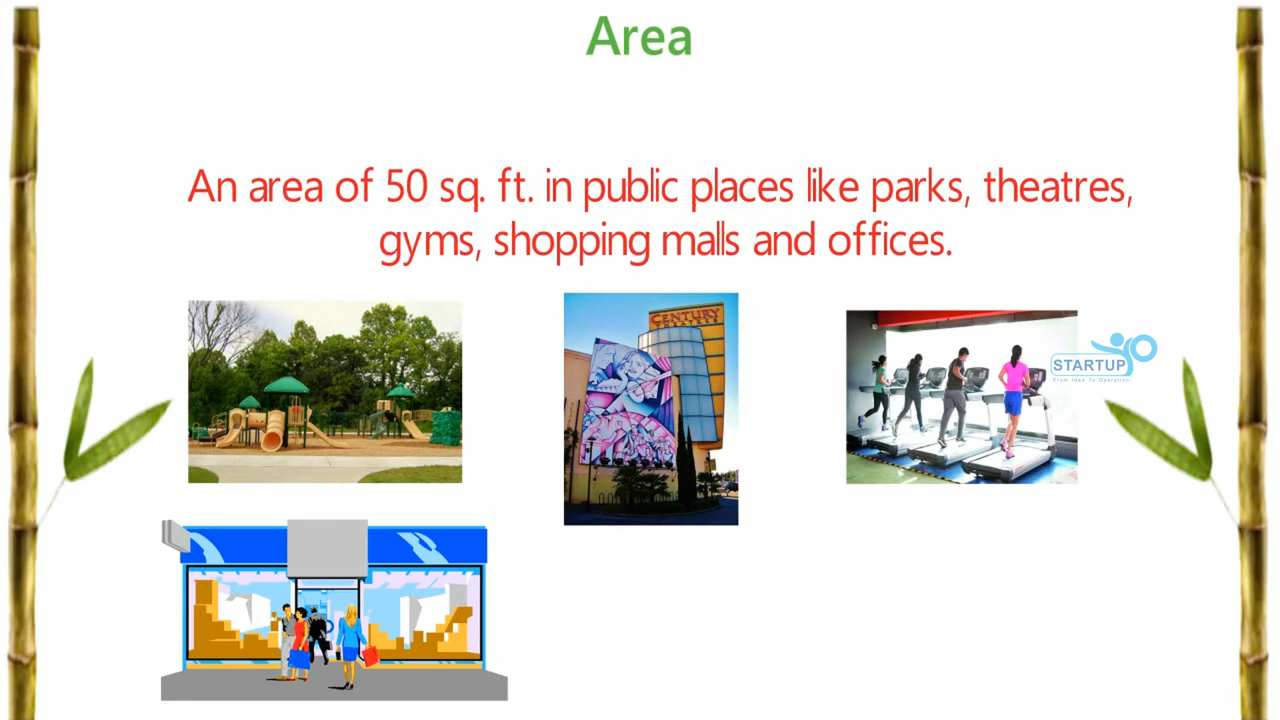 Area
An area of 50 sq. ft. in public places like parks, theatres,
gyms, shopping malls and offices.
CENTURY
THEATRES
STARTUP
From Idea To Operation